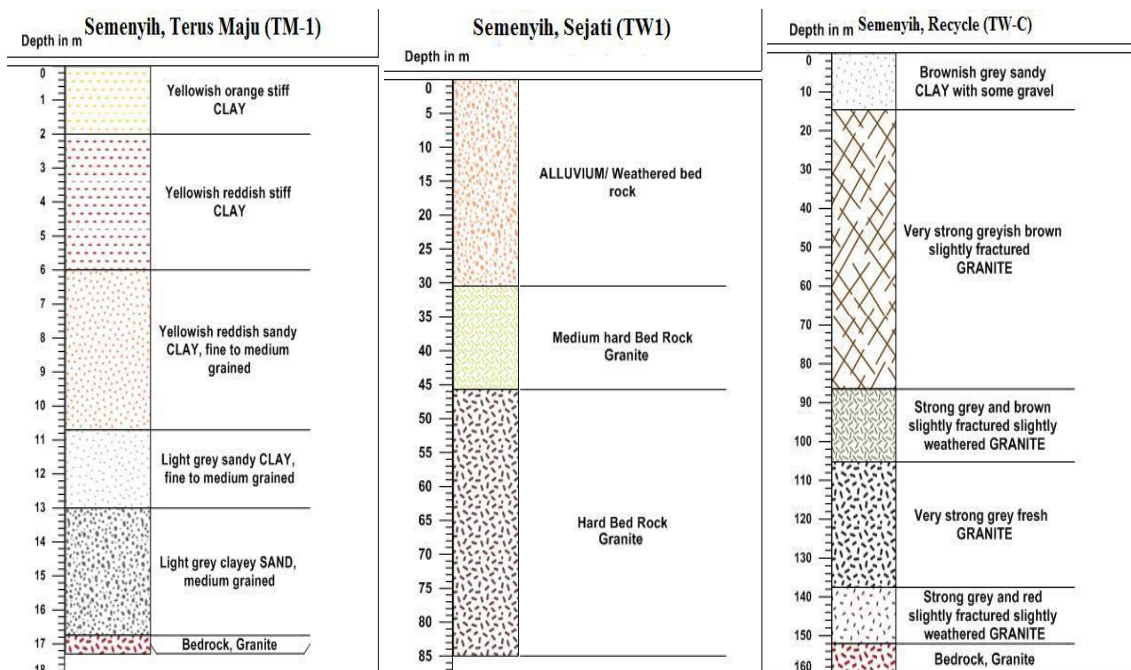 Semenyih, Terus Maju (TM-1)
Depth in m
0
1
2
3
4
5
6
7
8
9
10
11
12
13
14
15
16
17
18
Yellowish orange stiff
CLAY
Yellowish reddish stiff
CLAY
Yellowish reddish sandy
CLAY, fine to medium
grained
Light grey sandy CLAY,
fine to medium grained
Light grey clayey SAND,
medium grained
Bedrock, Granite
Semenyih, Sejati (TW1)
Depth in m
0
5
10
15
20
25
30
35
40
45
50
55
60
65
70
75
80
85
ALLUVIUM/ Weathered bed
rock
Medium hard Bed Rock
Granite
Hard Bed Rock
Granite
Semenyih, Recycle (TW-C)
Depth in m
0
10
20
30
40
50
60
70
80
90
100
110
120
130
140
150
160
Brownish grey sandy
CLAY with some gravel
Very strong greyish brown
slightly fractured
GRANITE
Strong grey and brown
slightly fractured slightly
weathered GRANITE
Very strong grey fresh
GRANITE
Strong grey and red
slightly fractured slightly
weathered GRANITE
Bedrock, Granite